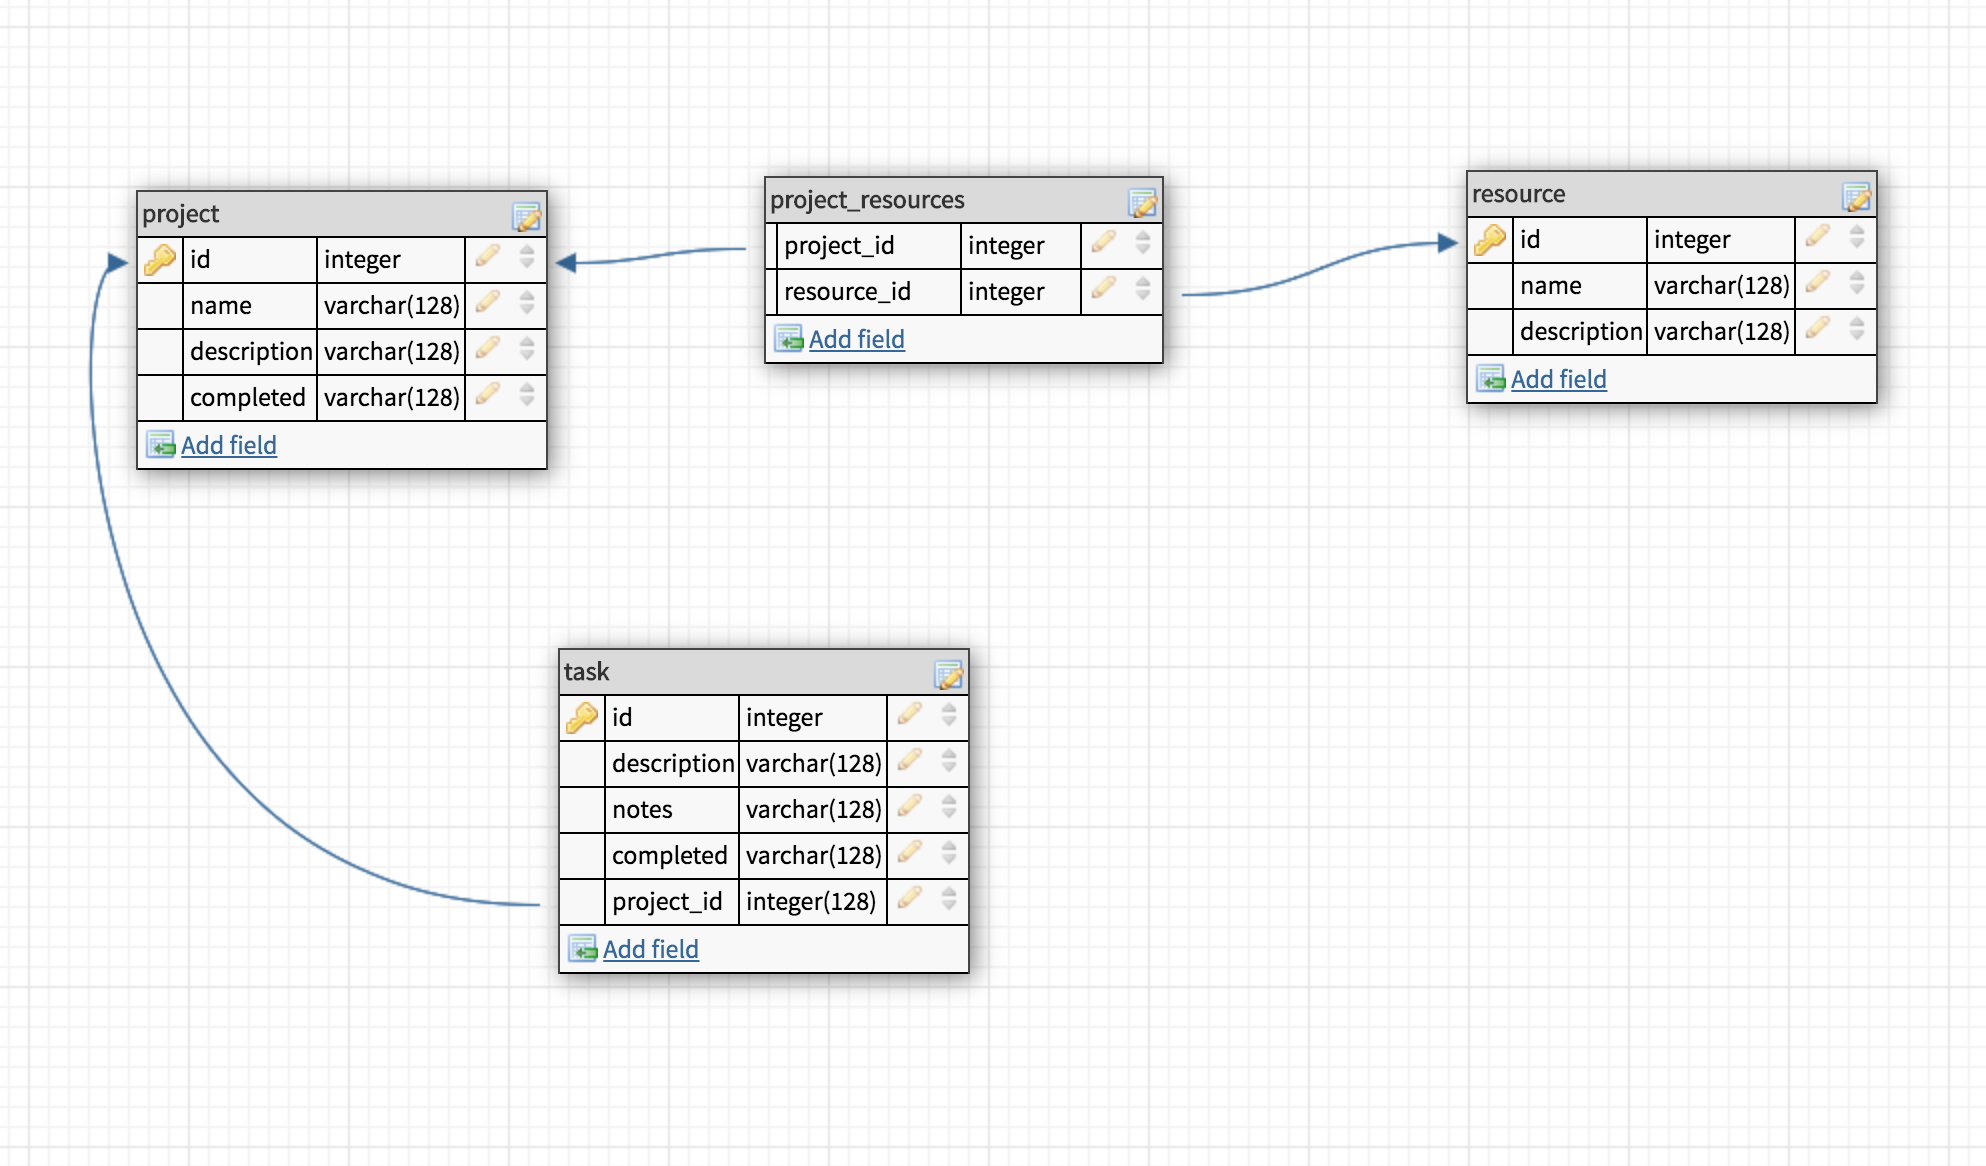 project
id integer
name varchar(128)
description varchar(128)
completed varchar(128)
Add field
project_resources
project_id integer
resource_id integer
Add field
resource
id integer
name varchar(128)
description varchar(128)
Add field
task
id integer
description varchar(128)
notes varchar(128)
completed varchar(128)
project_id integer(128)
Add field